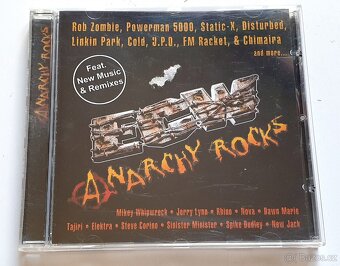 Rob Zombie, Powerman 5000, Static-X, Disturbed,
Linkin Park, Cold, U.P.O., FM Racket, & Chimaira
and more...
Feat.
New Music
& Remixes
ECW
ANARCHY ROCKS
Mikey Whipwreck • Jerry Lynn • Rhino • Nova • Dawn Marie
Tajiri • Elektra • Steve Corino • Sinister Minister • Spike Dudley • New Jack
ANARCHY ROCKS